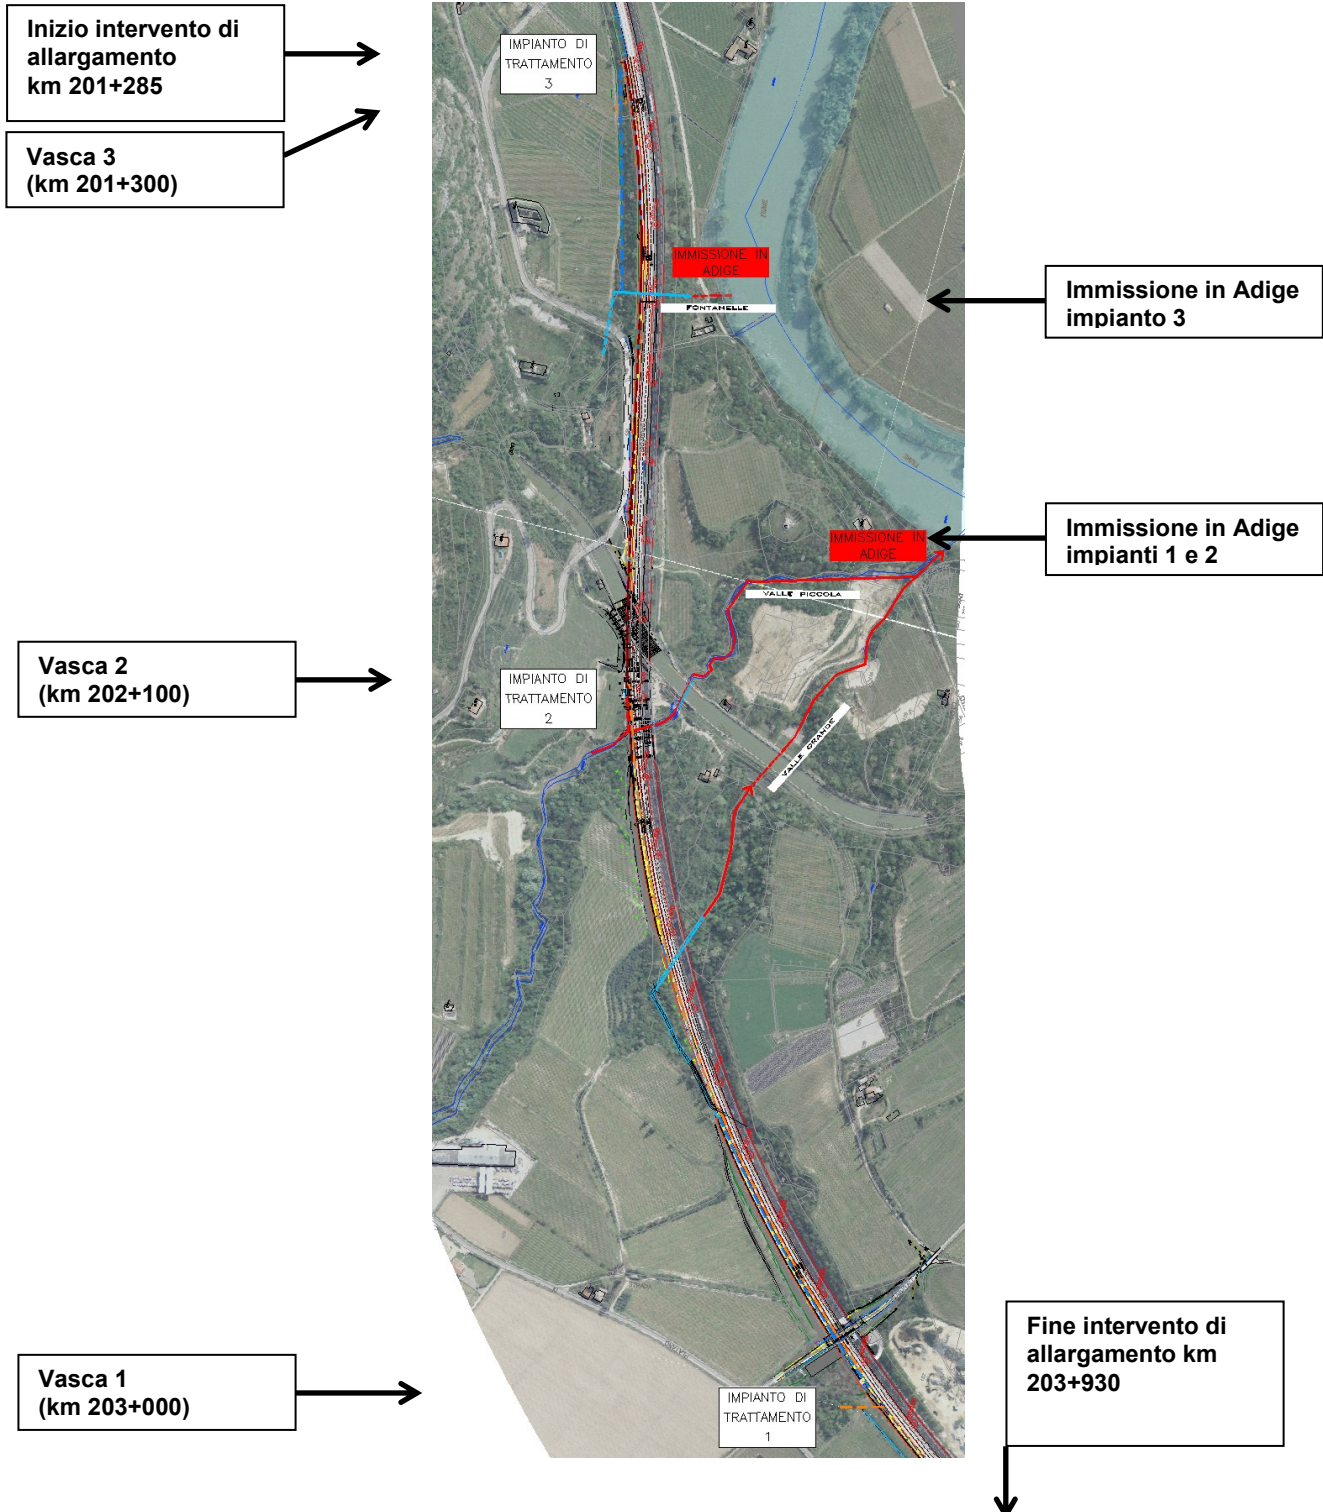 Inizio intervento di
allargamento
km 201+285
Vasca 3
(km 201+300)
IMPIANTO DI
TRATTAMENTO
3
IMMISSIONE IN
ADIGE
FONTANELLE
Immissione in Adige
impianto 3
IMMISSIONE IN
ADIGE
Immissione in Adige
impianti 1 e 2
VALLE PICCOLA
Vasca 2
(km 202+100)
IMPIANTO DI
TRATTAMENTO
2
VALLE GRANDE
Fine intervento di
allargamento km
203+930
Vasca 1
(km 203+000)
IMPIANTO DI
TRATTAMENTO
1